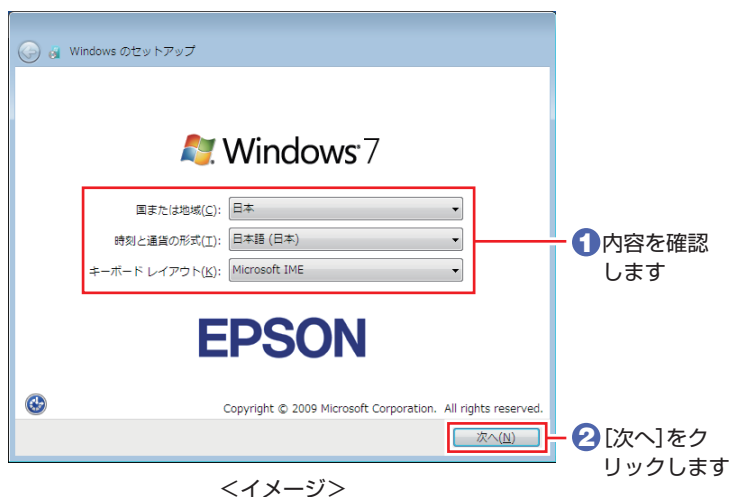 Windows のセットアップ
Windows 7
国または地域(C): 日本
時刻と通貨の形式(T): 日本語 (日本)
キーボード レイアウト(K): Microsoft IME
1 内容を確認
します
EPSON
Copyright © 2009 Microsoft Corporation. All rights reserved.
次へ(N)
2 [次へ]をク
リックします
<イメージ>